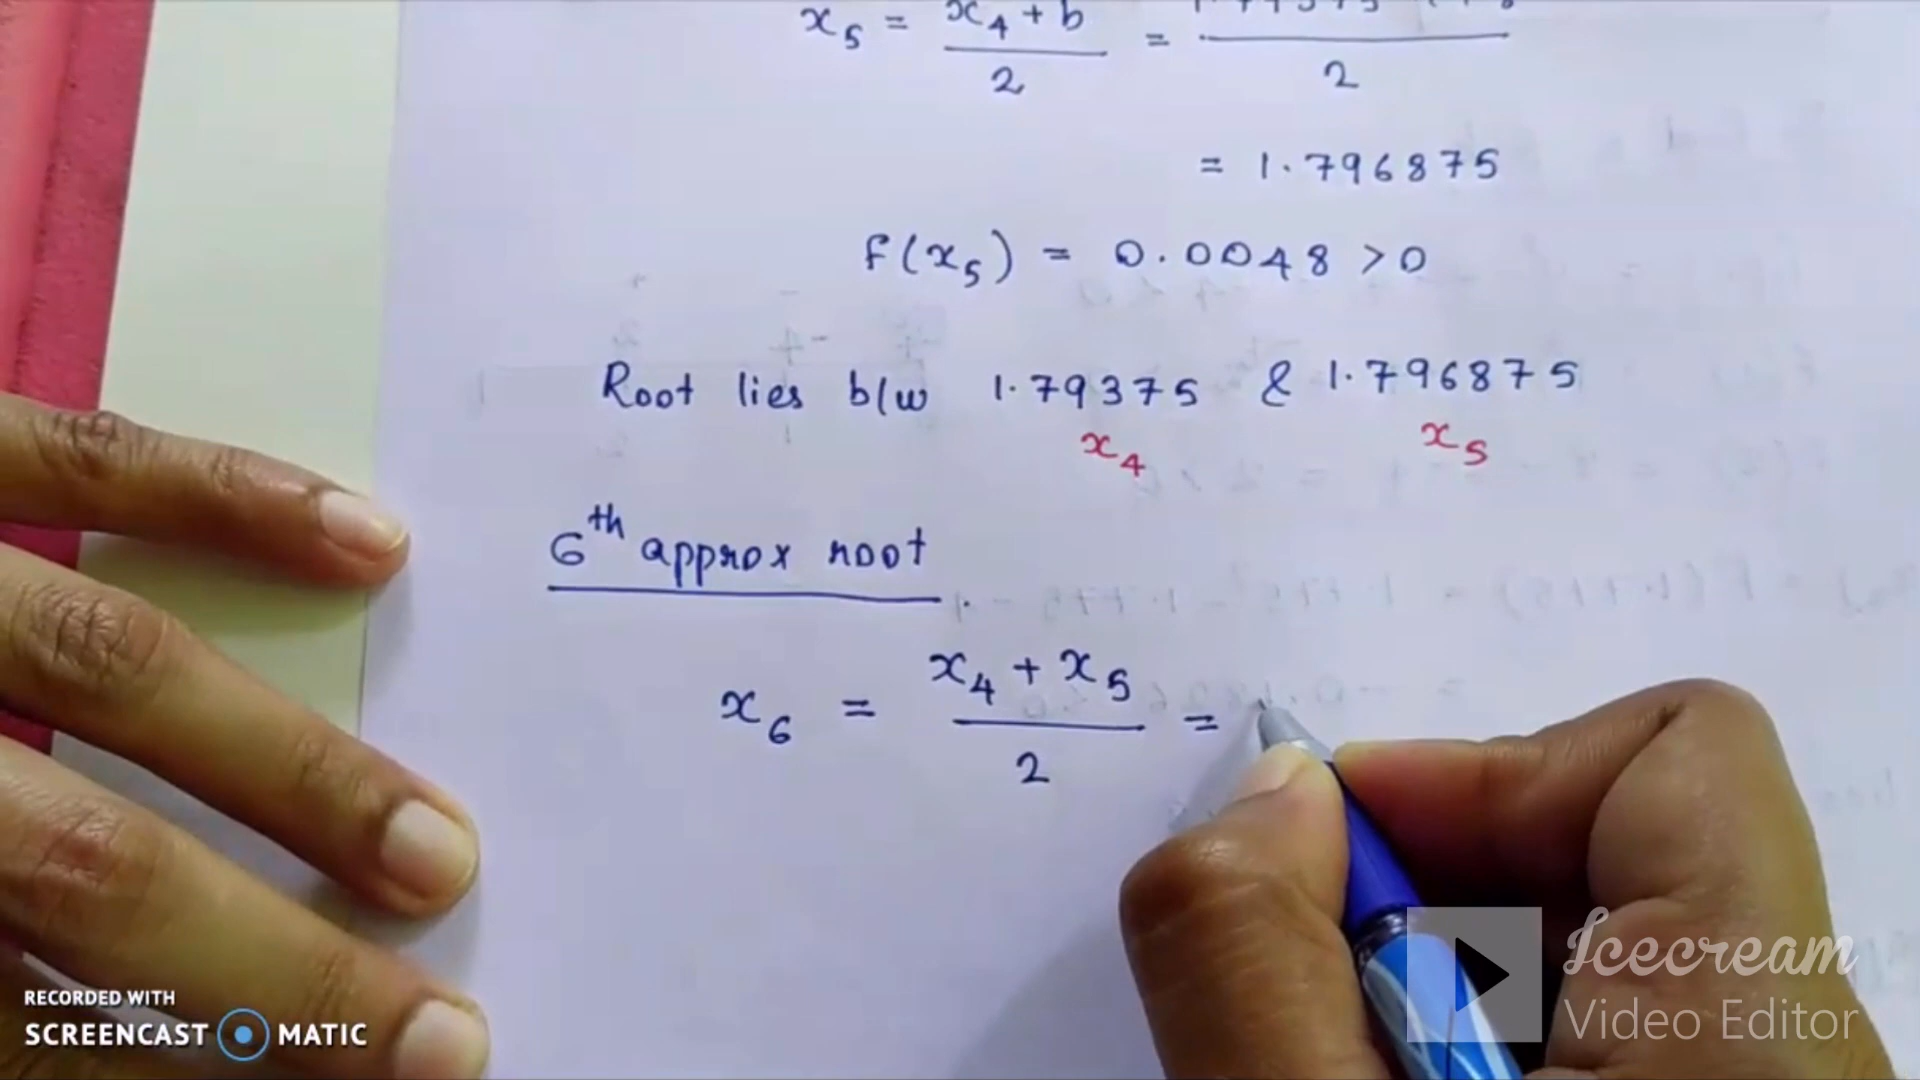 x₅ = x₄ + b / 2 = / 2
= 1.796875
f(x₅) = 0.0048 > 0
Root lies b/w 1.79375 & 1.796875
x₄ x₅
6th approx root
x₆ = x₄ + x₅ / 2 =
RECORDED WITH
SCREENCAST MATIC
Icecream
Video Editor